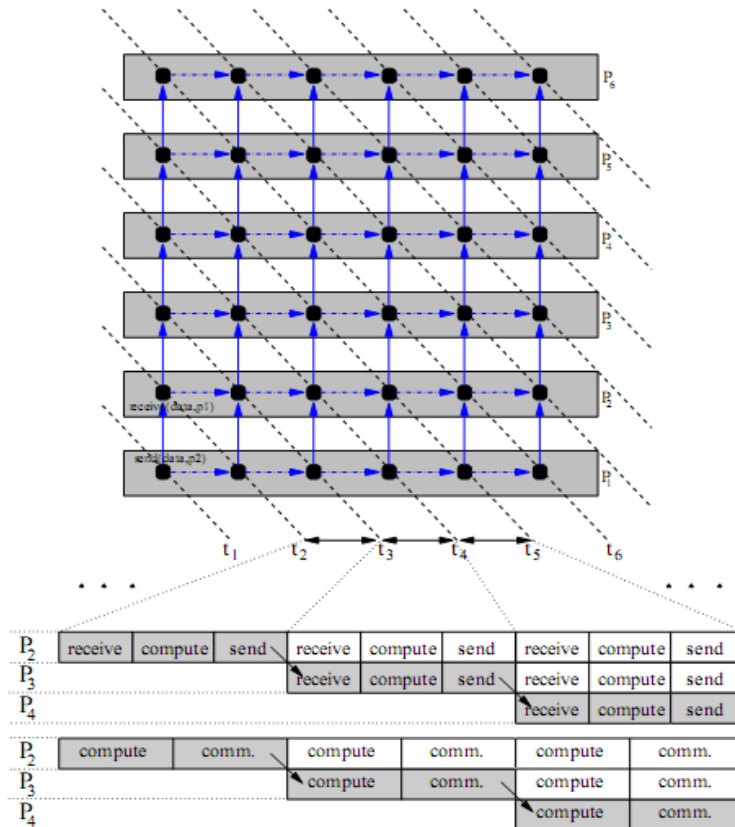 P6
P5
P4
P3
receive(data,p1)
P2
send(data,p2)
P1
t1 t2 t3 t4 t5 t6
. . . . . .
P2 receive compute send receive compute send receive compute send
P3 receive compute send receive compute send
P4 receive compute send
P2 compute comm. compute comm. compute comm.
P3 compute comm. compute comm.
P4 compute comm.